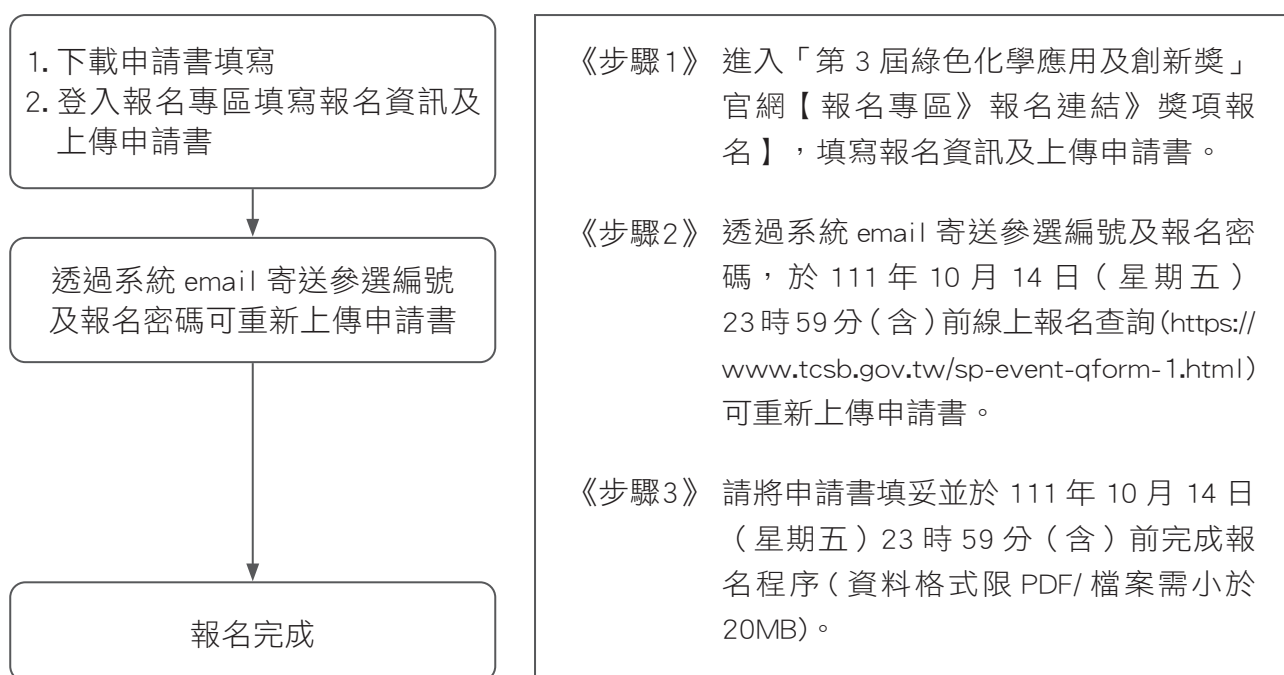 1. 下載申請書填寫
2. 登入報名專區填寫報名資訊及
上傳申請書
透過系統 email 寄送參選編號
及報名密碼可重新上傳申請書
報名完成
《步驟1》 進入「第 3 屆綠色化學應用及創新獎」
官網【報名專區》報名連結》獎項報
名】，填寫報名資訊及上傳申請書。
《步驟2》 透過系統 email 寄送參選編號及報名密
碼，於 111 年 10 月 14 日（星期五）
23 時 59 分（含）前線上報名查詢 (https://
www.tcsb.gov.tw/sp-event-qform-1.html)
可重新上傳申請書。
《步驟3》 請將申請書填妥並於 111 年 10 月 14 日
（星期五）23 時 59 分（含）前完成報
名程序 ( 資料格式限 PDF/ 檔案需小於
20MB)。